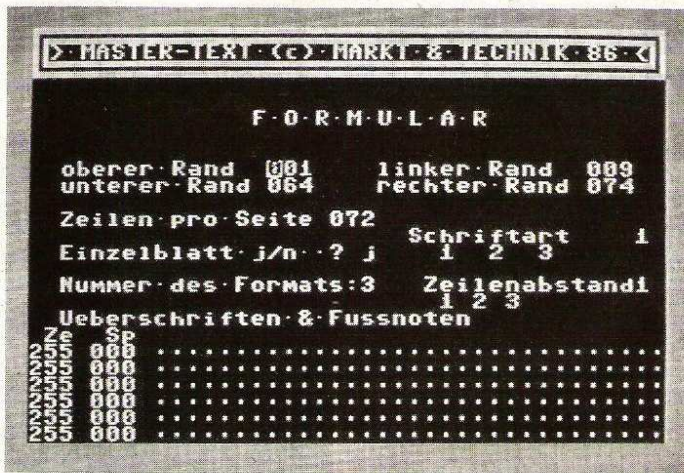 > MASTER-TEXT·(c)·MARKT·&·TECHNIK·86·<
F·O·R·M·U·L·A·R
oberer·Rand 001 linker·Rand 009
unterer·Rand 064 rechter·Rand 074
Zeilen·pro·Seite 072
Schriftart 1
Einzelblatt·j/n··? j 1 2 3
Nummer·des·Formats:3 Zeilenabstand1
1 2 3
Ueberschriften·&·Fussnoten
Ze Sp
255 000 ..................................
255 000 ..................................
255 000 ..................................
255 000 ..................................
255 000 ..................................
255 000 ..................................